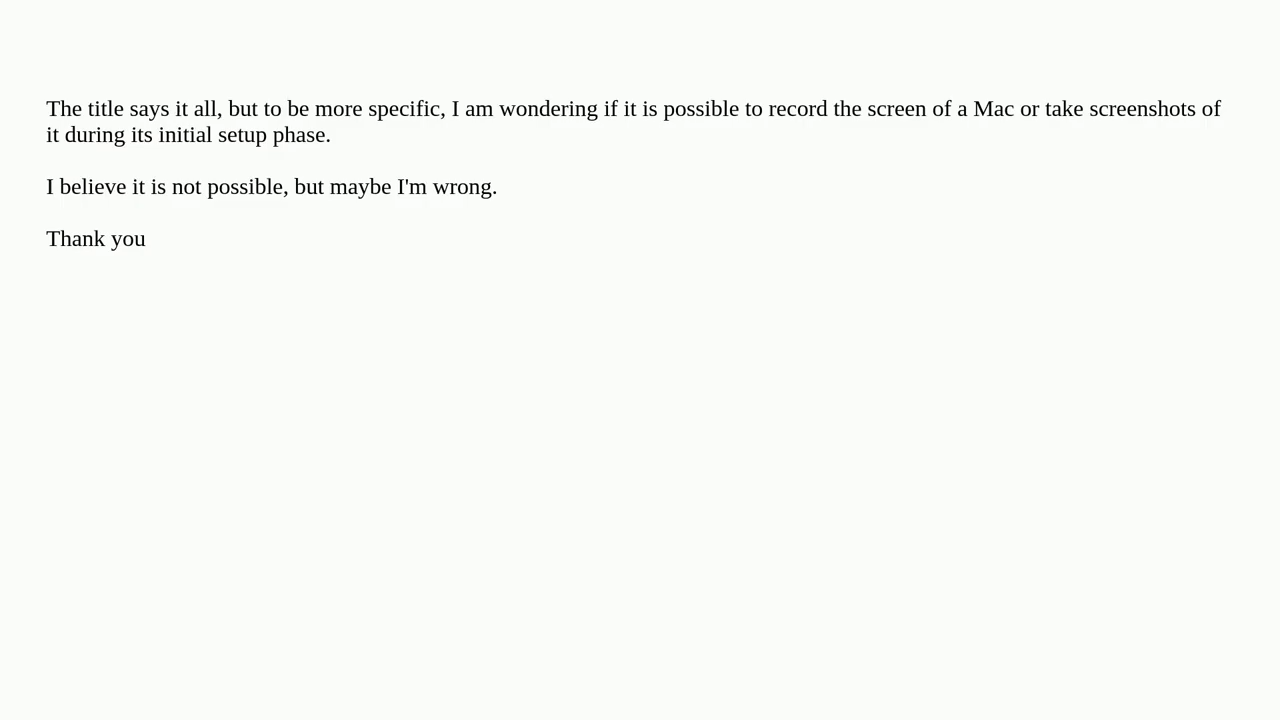 The title says it all, but to be more specific, I am wondering if it is possible to record the screen of a Mac or take screenshots of
it during its initial setup phase.
I believe it is not possible, but maybe I'm wrong.
Thank you